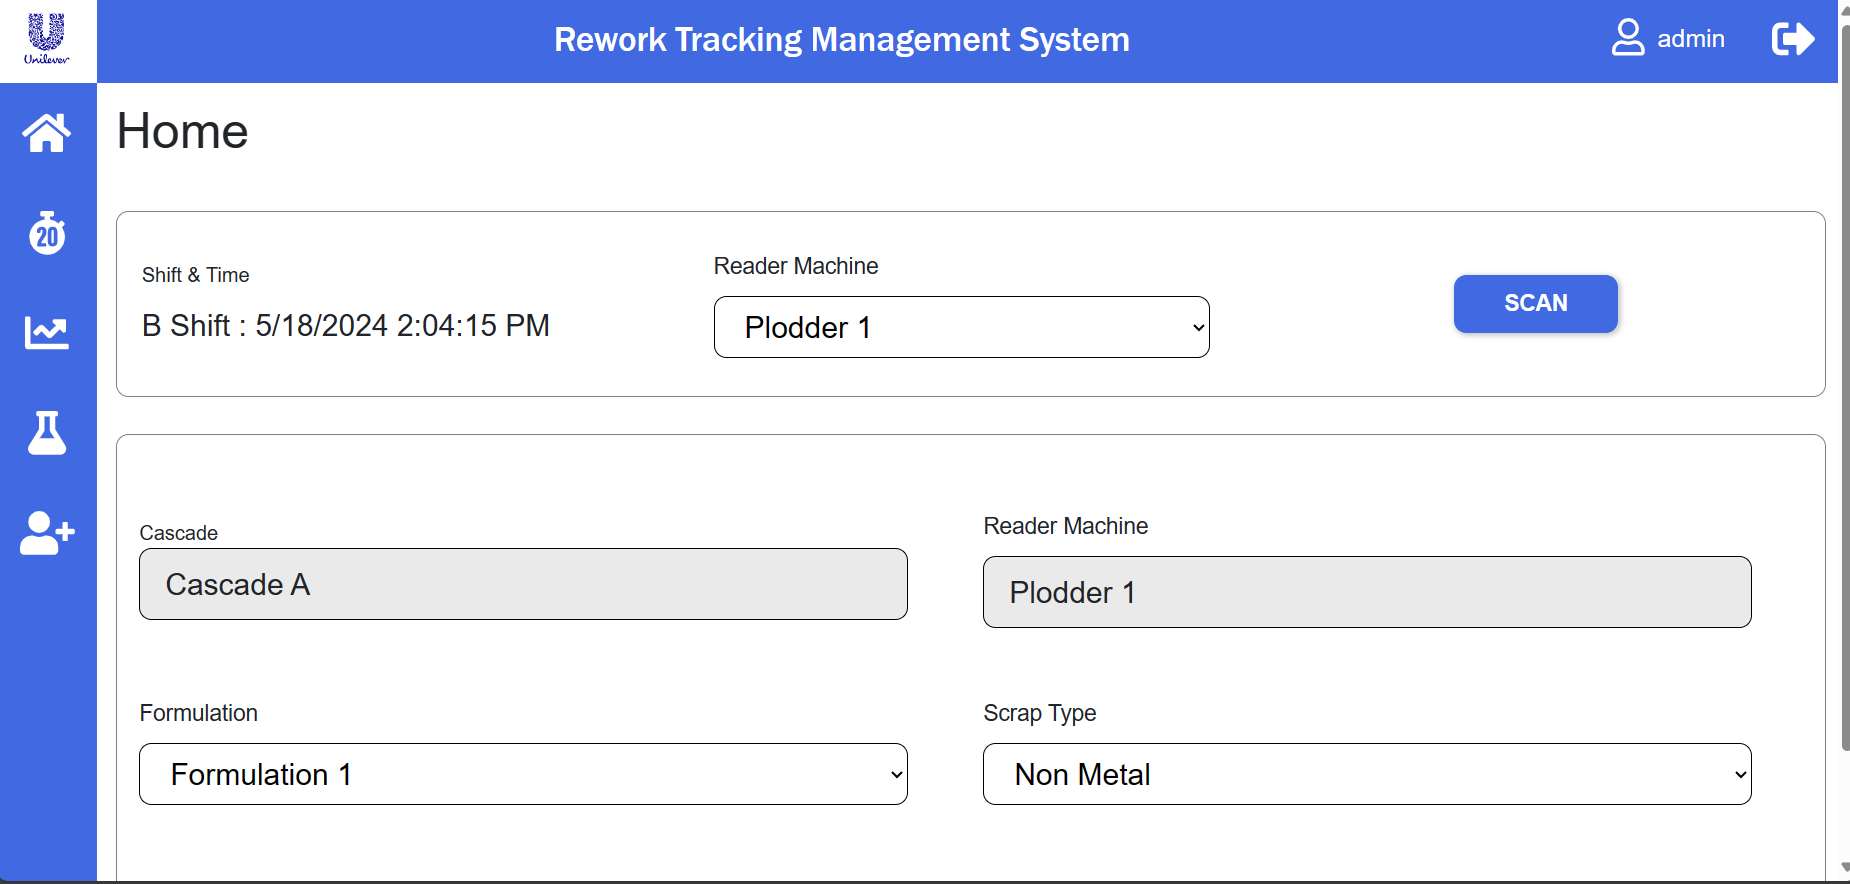 Unilever
Rework Tracking Management System
admin
Home
20
Shift & Time
B Shift : 5/18/2024 2:04:15 PM
Reader Machine
Plodder 1
SCAN
Cascade
Cascade A
Reader Machine
Plodder 1
Formulation
Formulation 1
Scrap Type
Non Metal